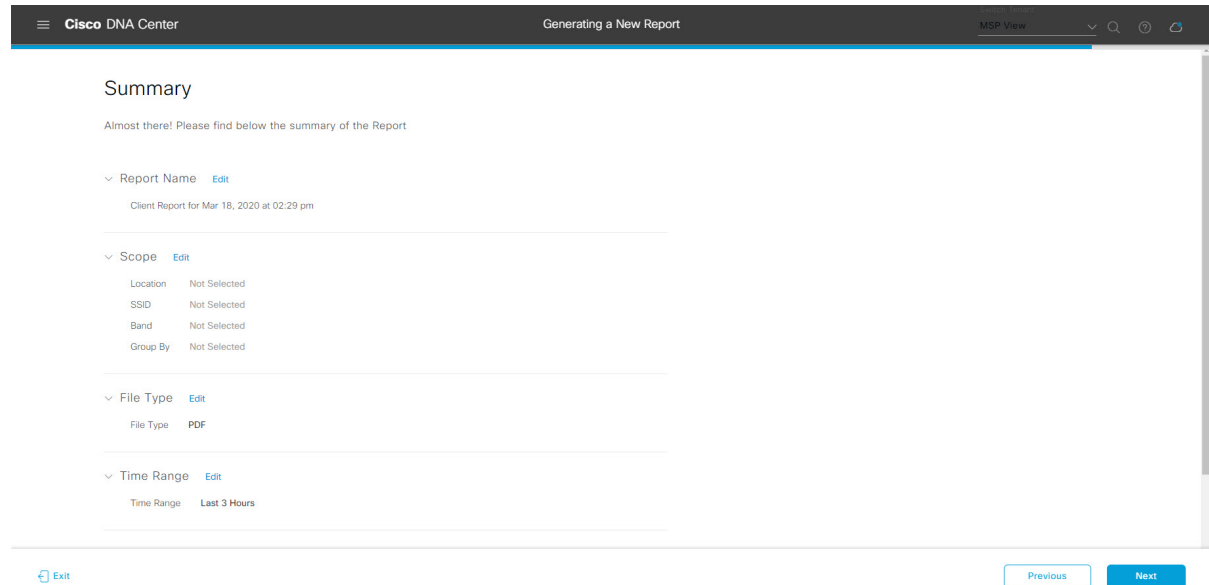 Cisco DNA Center
Generating a New Report
MSP View
Summary
Almost there! Please find below the summary of the Report
Report Name Edit
Client Report for Mar 18, 2020 at 02:29 pm
Scope Edit
Location Not Selected
SSID Not Selected
Band Not Selected
Group By Not Selected
File Type Edit
File Type PDF
Time Range Edit
Time Range Last 3 Hours
Exit
Previous
Next